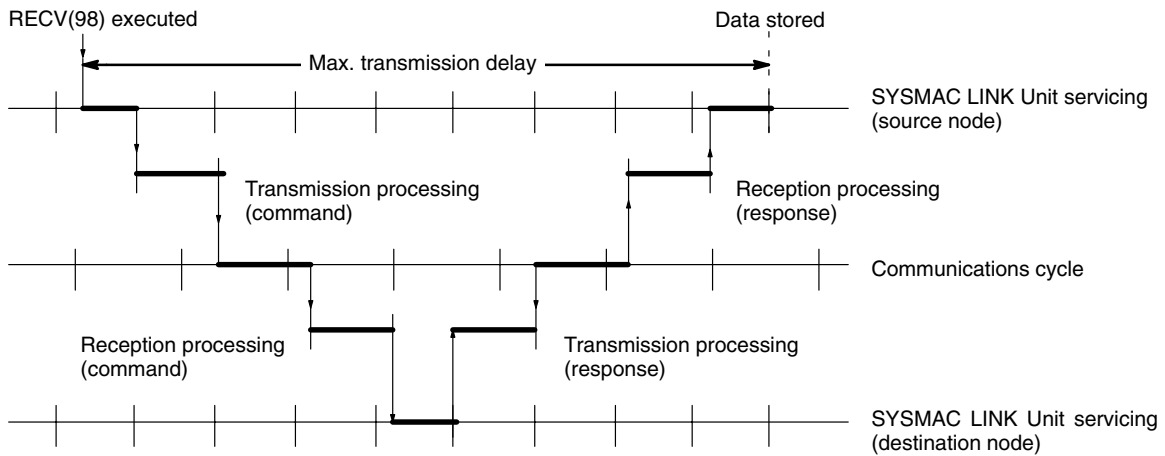 RECV(98) executed
Data stored
Max. transmission delay
SYSMAC LINK Unit servicing
(source node)
Transmission processing
(command)
Reception processing
(response)
Communications cycle
Reception processing
(command)
Transmission processing
(response)
SYSMAC LINK Unit servicing
(destination node)